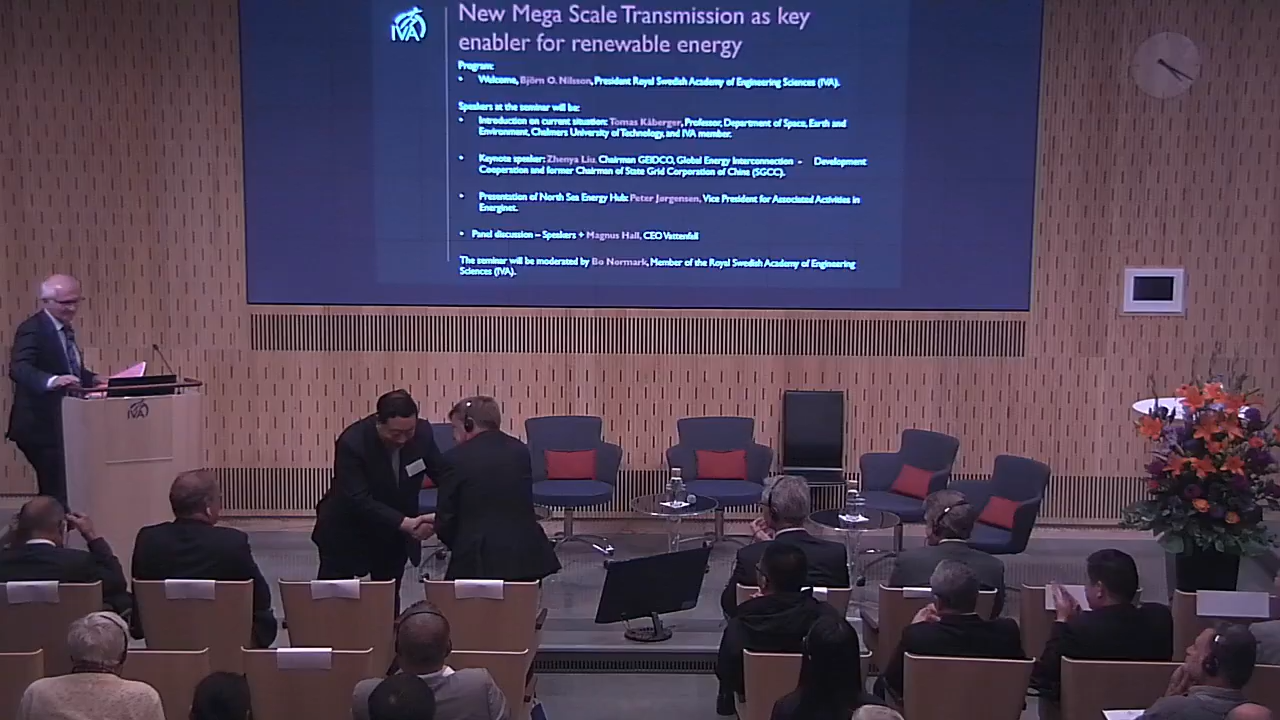 IVA
New Mega Scale Transmission as key
enabler for renewable energy
Program:
• Welcome, Björn O. Nilsson, President Royal Swedish Academy of Engineering Sciences (IVA).
Speakers at the seminar will be:
• Introduction on current situation: Tomas Kåberger, Professor, Department of Space, Earth and
Environment, Chalmers University of Technology, and IVA member.
• Keynote speaker: Zhenya Liu, Chairman GEIDCO, Global Energy Interconnection - Development
Cooperation and former Chairman of State Grid Corporation of China (SGCC).
• Presentation of North Sea Energy Hub: Peter Jørgensen, Vice President for Associated Activities in
Energinet.
• Panel discussion – Speakers + Magnus Hall, CEO Vattenfall
The seminar will be moderated by Bo Normark, Member of the Royal Swedish Academy of Engineering
Sciences (IVA).
IVA